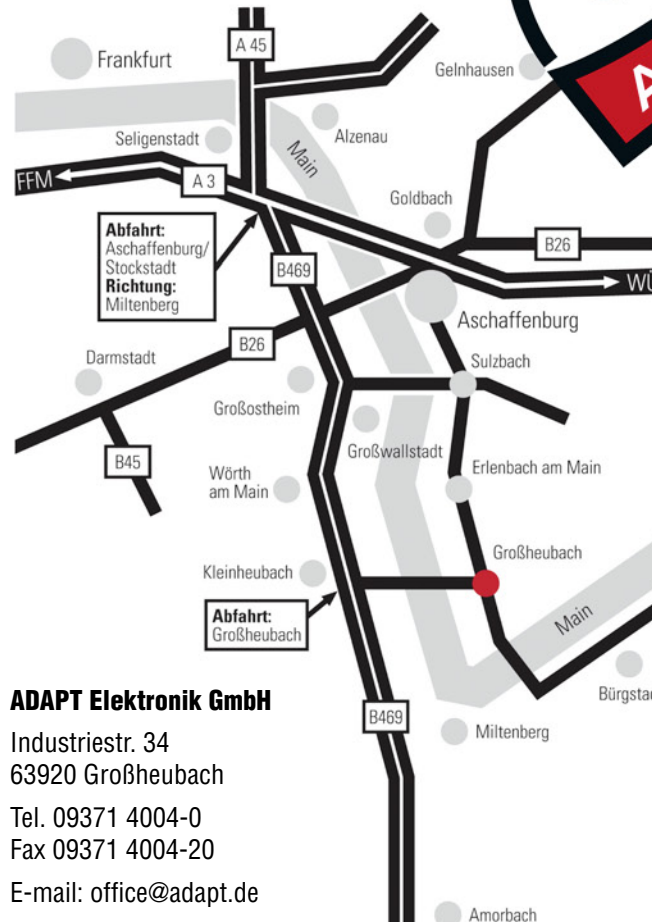 A 45
Frankfurt
Gelnhausen
A
Seligenstadt
Alzenau
Main
FFM
A 3
Goldbach
Abfahrt:
Aschaffenburg/
Stockstadt
Richtung:
Miltenberg
B469
B26
WÜ
Aschaffenburg
B26
Darmstadt
Sulzbach
Großostheim
Großwallstadt
B45
Wörth
am Main
Erlenbach am Main
Großheubach
Kleinheubach
Abfahrt:
Großheubach
Main
Bürgstad
B469
Miltenberg
Amorbach
ADAPT Elektronik GmbH
Industriestr. 34
63920 Großheubach
Tel. 09371 4004-0
Fax 09371 4004-20
E-mail: office@adapt.de